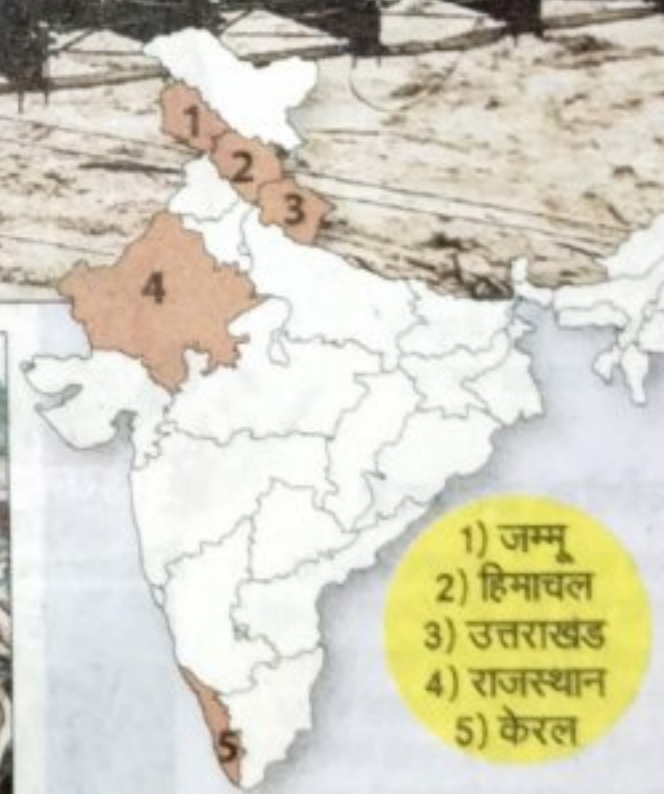 1
2
3
4
5
1) जम्मू
2) हिमाचल
3) उत्तराखंड
4) राजस्थान
5) केरल